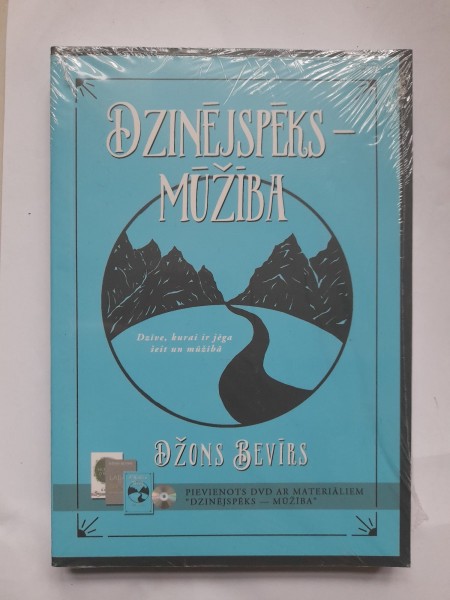 DZINĒJSPĒKS –
MŪŽĪBA
Dzīve, kurai ir jēga
šeit un mūžībā
DŽONS BEVĪRS
PIEVIENOTS DVD AR MATERIĀLIEM
"DZINĒJSPĒKS — MŪŽĪBA"